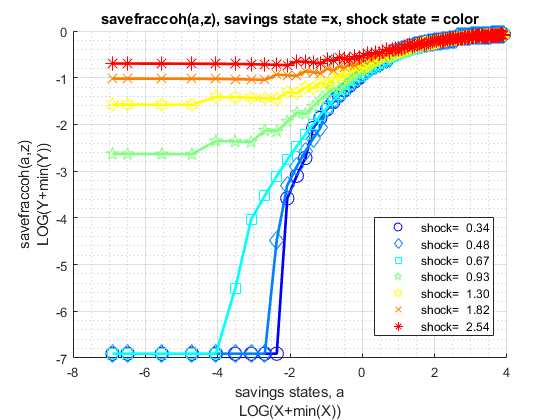 savefraccoh(a,z), savings state =x, shock state = color
savefraccoh(a,z)
LOG(Y+min(Y))
0
-1
-2
-3
-4
-5
-6
-7
shock= 0.34
shock= 0.48
shock= 0.67
shock= 0.93
shock= 1.30
shock= 1.82
shock= 2.54
-8
-6
-4
-2
0
2
4
savings states, a
LOG(X+min(X))